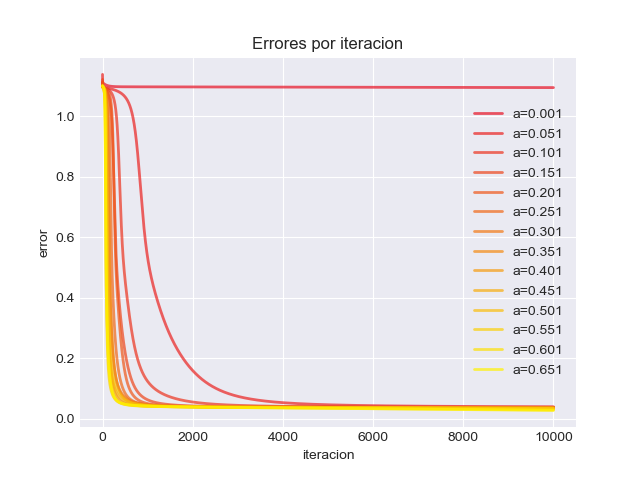 Errores por iteracion
error
1.0
0.8
0.6
0.4
0.2
0.0
a=0.001
a=0.051
a=0.101
a=0.151
a=0.201
a=0.251
a=0.301
a=0.351
a=0.401
a=0.451
a=0.501
a=0.551
a=0.601
a=0.651
0 2000 4000 6000 8000 10000
iteracion